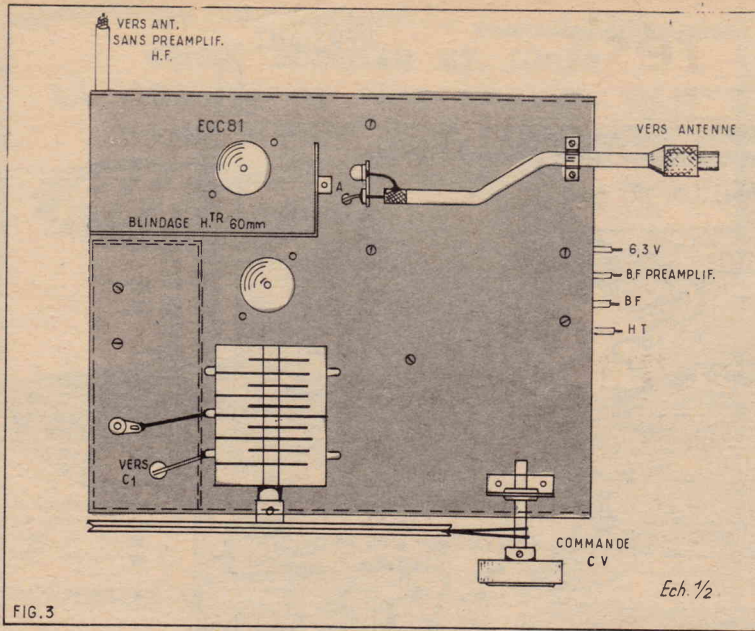 VERS ANT.
SANS PREAMPLIF.
H.F.
ECC81
VERS ANTENNE
A
BLINDAGE H.TR 60mm
6,3 V
B.F PREAMPLIF.
B F
H T
VERS
C1
COMMANDE
C V
Ech. 1/2
FIG. 3